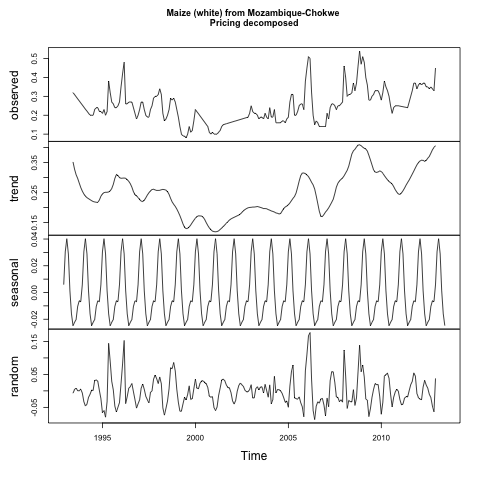 Maize (white) from Mozambique-Chokwe
Pricing decomposed
observed
0.1 0.2 0.3 0.4 0.5
trend
0.15 0.25 0.35
seasonal
-0.02 0.00 0.02 0.04
random
-0.05 0.05 0.15
1995 2000 2005 2010
Time